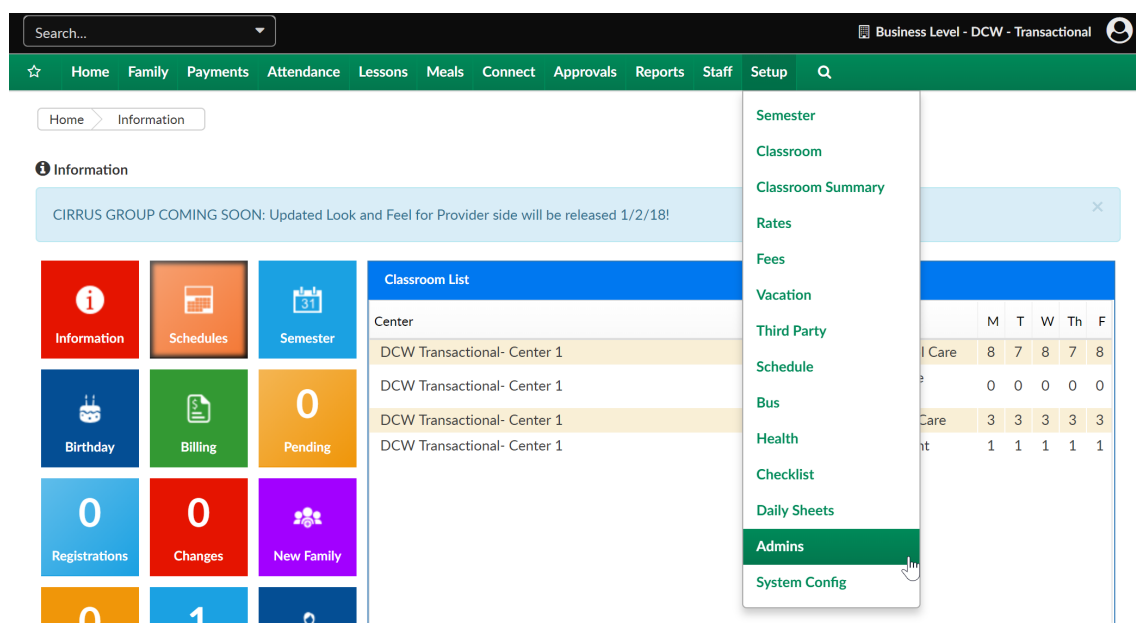 Search...
Business Level - DCW - Transactional
Home Family Payments Attendance Lessons Meals Connect Approvals Reports Staff Setup
Home Information
Information
CIRRUS GROUP COMING SOON: Updated Look and Feel for Provider side will be released 1/2/18!
×
Information
Schedules
31
Semester
Birthday
Billing
0
Pending
0
Registrations
0
Changes
New Family
0
1
Classroom List
Center M T W Th F
DCW Transactional- Center 1 l Care 8 7 8 7 8
DCW Transactional- Center 1 0 0 0 0 0
DCW Transactional- Center 1 Care 3 3 3 3 3
DCW Transactional- Center 1 nt 1 1 1 1 1
Semester
Classroom
Classroom Summary
Rates
Fees
Vacation
Third Party
Schedule
Bus
Health
Checklist
Daily Sheets
Admins
System Config